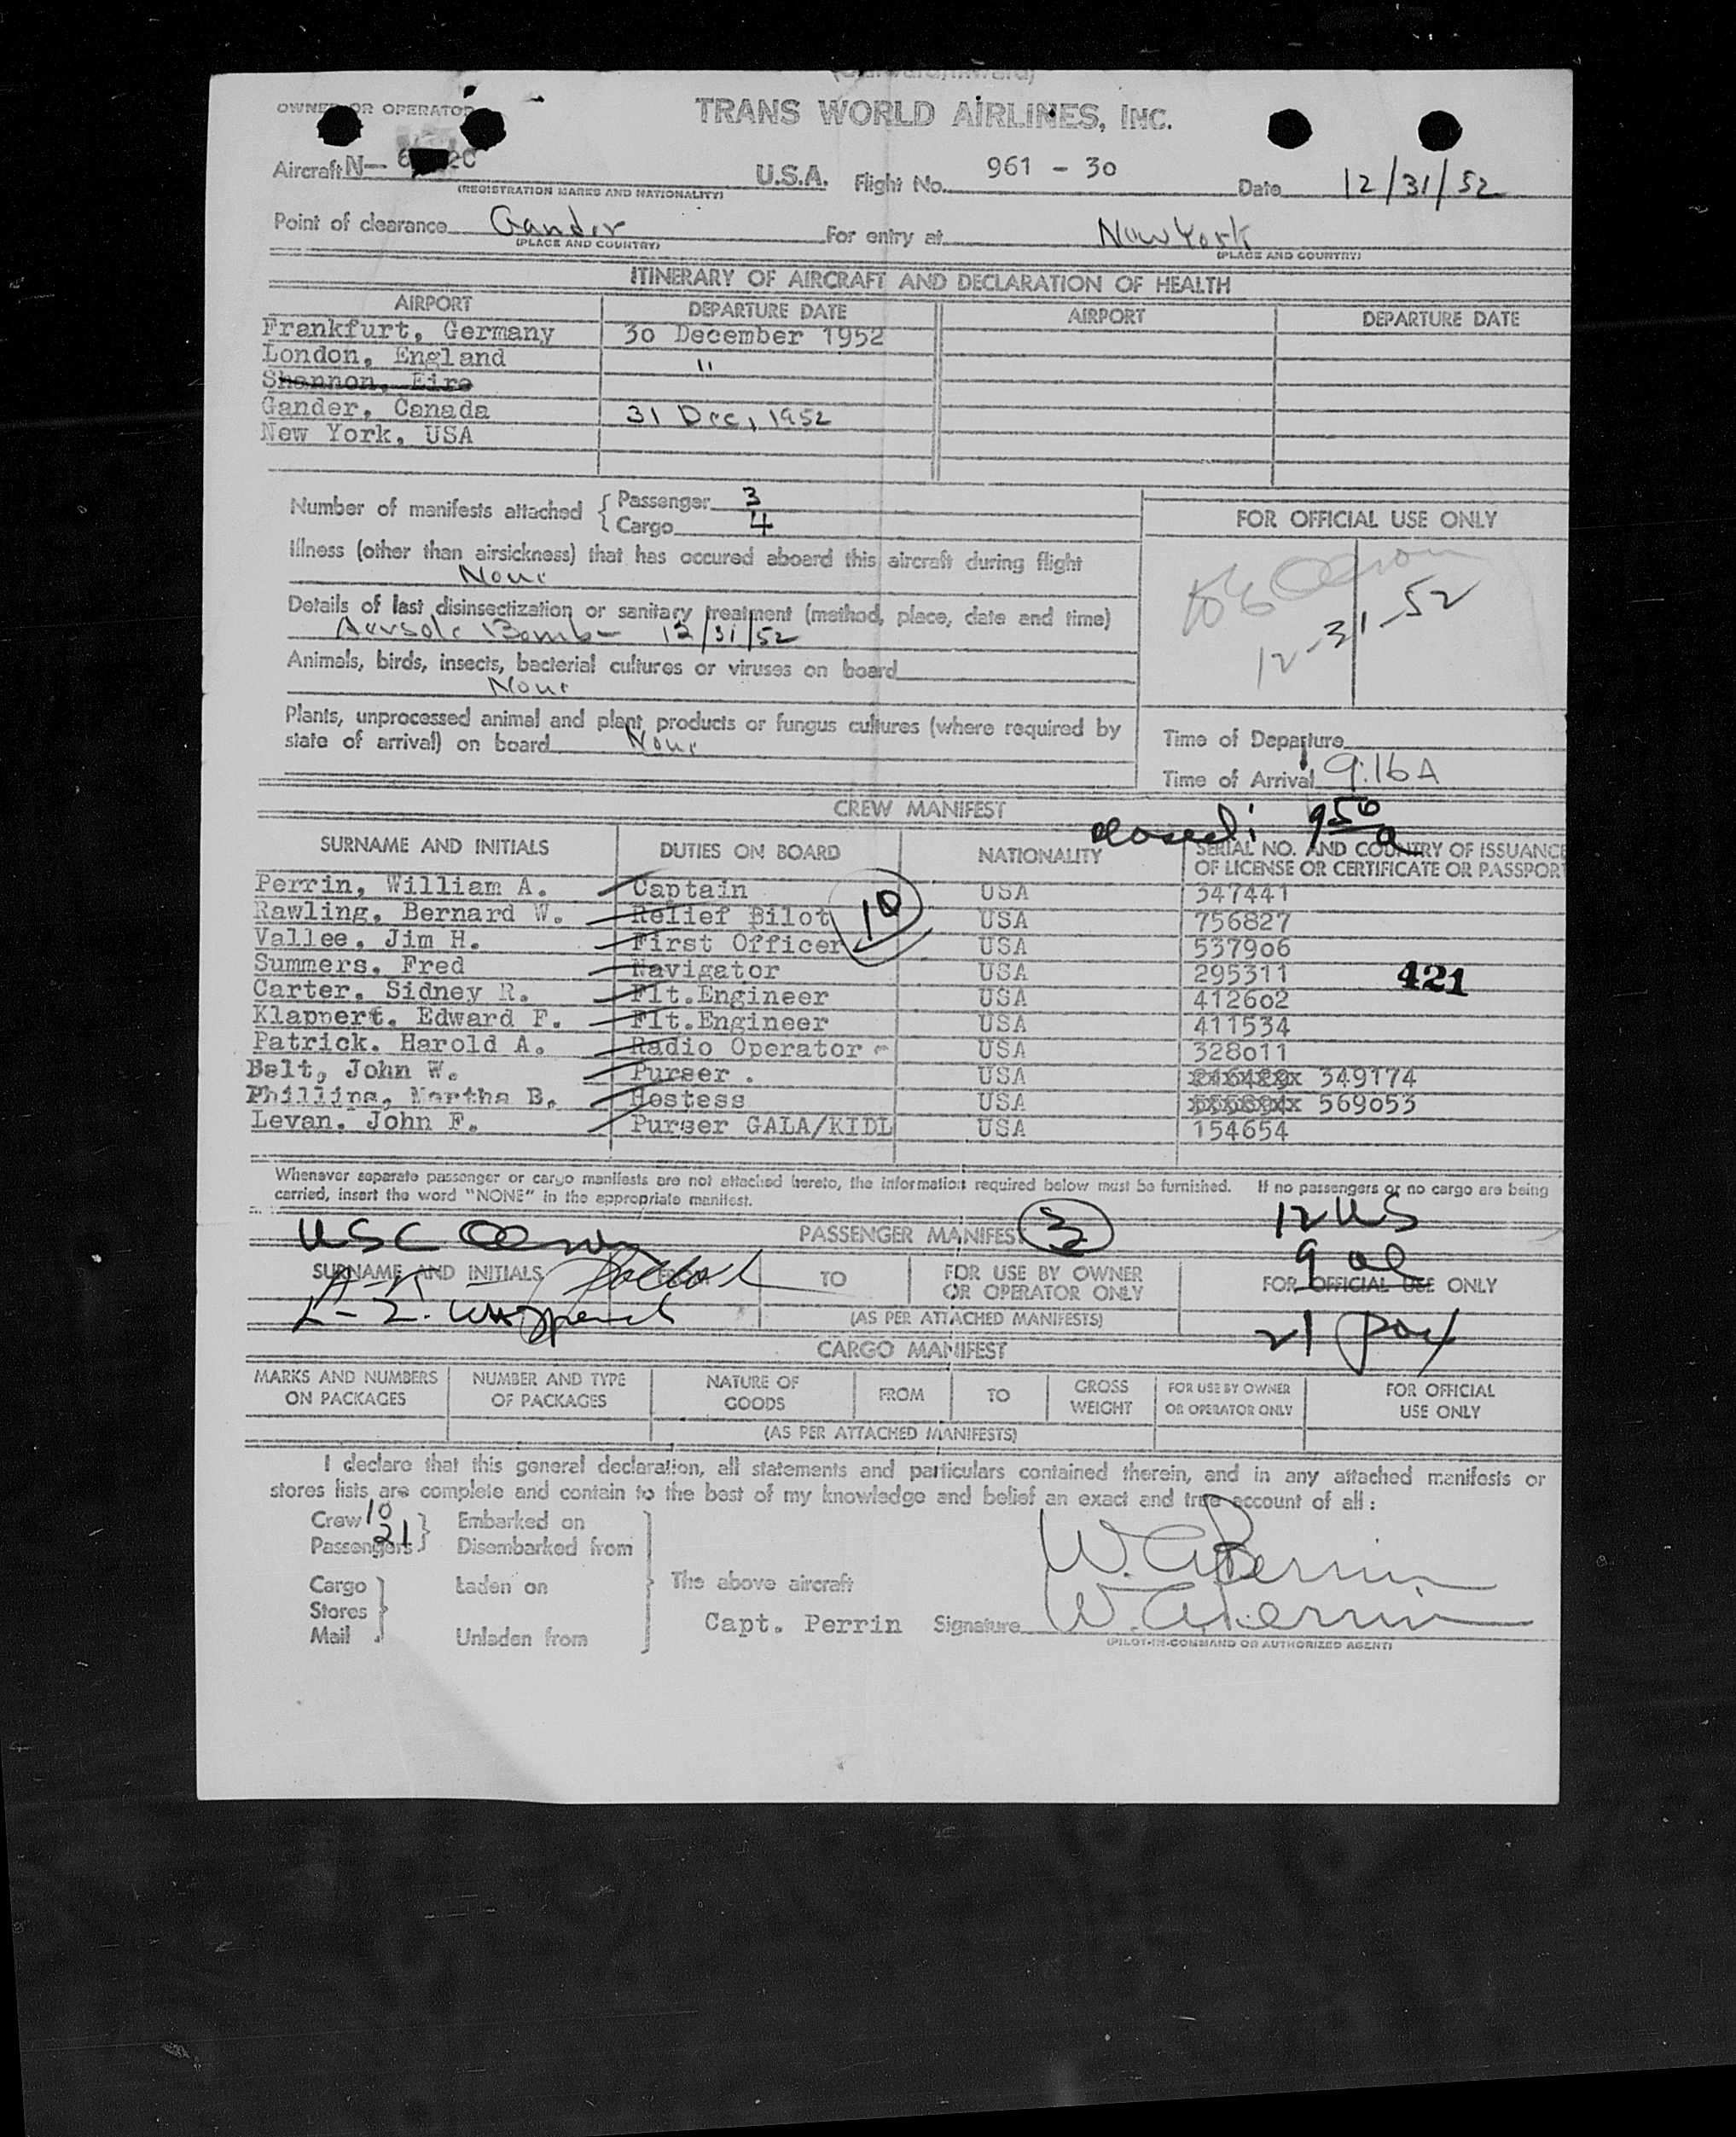 OWNER OR OPERATOR TRANS WORLD AIRLINES, INC.
Aircraft N— U.S.A. Flight No. 961 - 30 Date 12/31/52
(REGISTRATION MARKS AND NATIONALITY)
Point of clearance Gander For entry at New York
(PLACE AND COUNTRY) (PLACE AND COUNTRY)
ITINERARY OF AIRCRAFT AND DECLARATION OF HEALTH
AIRPORT DEPARTURE DATE AIRPORT DEPARTURE DATE
Frankfurt, Germany 30 December 1952
London, England "
Shannon, Eire
Gander, Canada 31 Dec, 1952
New York, USA
Number of manifests attached { Passenger 3
Cargo 4
FOR OFFICIAL USE ONLY
Illness (other than airsickness) that has occured aboard this aircraft during flight
None
Details of last disinsectization or sanitary treatment (method, place, date and time)
Aersole Bomb - 12/31/52
12-31-52
Animals, birds, insects, bacterial cultures or viruses on board
None
Plants, unprocessed animal and plant products or fungus cultures (where required by
state of arrival) on board None
Time of Departure
Time of Arrival 9:16A
CREW MANIFEST
closed: 9 50 a
SURNAME AND INITIALS DUTIES ON BOARD NATIONALITY SERIAL NO. AND COUNTRY OF ISSUANCE
OF LICENSE OR CERTIFICATE OR PASSPORT
Perrin, William A. Captain USA 347441
Rawling, Bernard W. Relief Bilot USA 756827
10
Vallee, Jim H. First Officer USA 537906
Summers, Fred Navigator USA 295311 421
Carter, Sidney R. Flt.Engineer USA 412602
Klappert, Edward F. Flt.Engineer USA 411534
Patrick. Harold A. Radio Operator USA 328011
Belt, John W. Purser . USA 349174
Phillips, Martha B. Hostess USA 569053
Levan. John F. Purser GALA/KIDL USA 154654
Whenever separate passenger or cargo manifests are not attached hereto, the information required below must be furnished. If no passengers or no cargo are being
carried, insert the word "NONE" in the appropriate manifest.
12 US
USC PASSENGER MANIFEST 3
9 al
SURNAME AND INITIALS FROM TO FOR USE BY OWNER
OR OPERATOR ONLY FOR OFFICIAL USE ONLY
(AS PER ATTACHED MANIFESTS)
21 pax
CARGO MANIFEST
MARKS AND NUMBERS
ON PACKAGES NUMBER AND TYPE
OF PACKAGES NATURE OF
GOODS FROM TO GROSS
WEIGHT FOR USE BY OWNER
OR OPERATOR ONLY FOR OFFICIAL
USE ONLY
(AS PER ATTACHED MANIFESTS)
I declare that this general declaration, all statements and particulars contained therein, and in any attached manifests or
stores lists are complete and contain to the best of my knowledge and belief an exact and true account of all :
Crew 10 Embarked on
Passengers 21 Disembarked from
W. A. Perrin
Cargo Laden on The above aircraft
Stores
Capt. Perrin Signature W. A. Perrin
Mail Unladen from
(PILOT-IN-COMMAND OR AUTHORIZED AGENT)